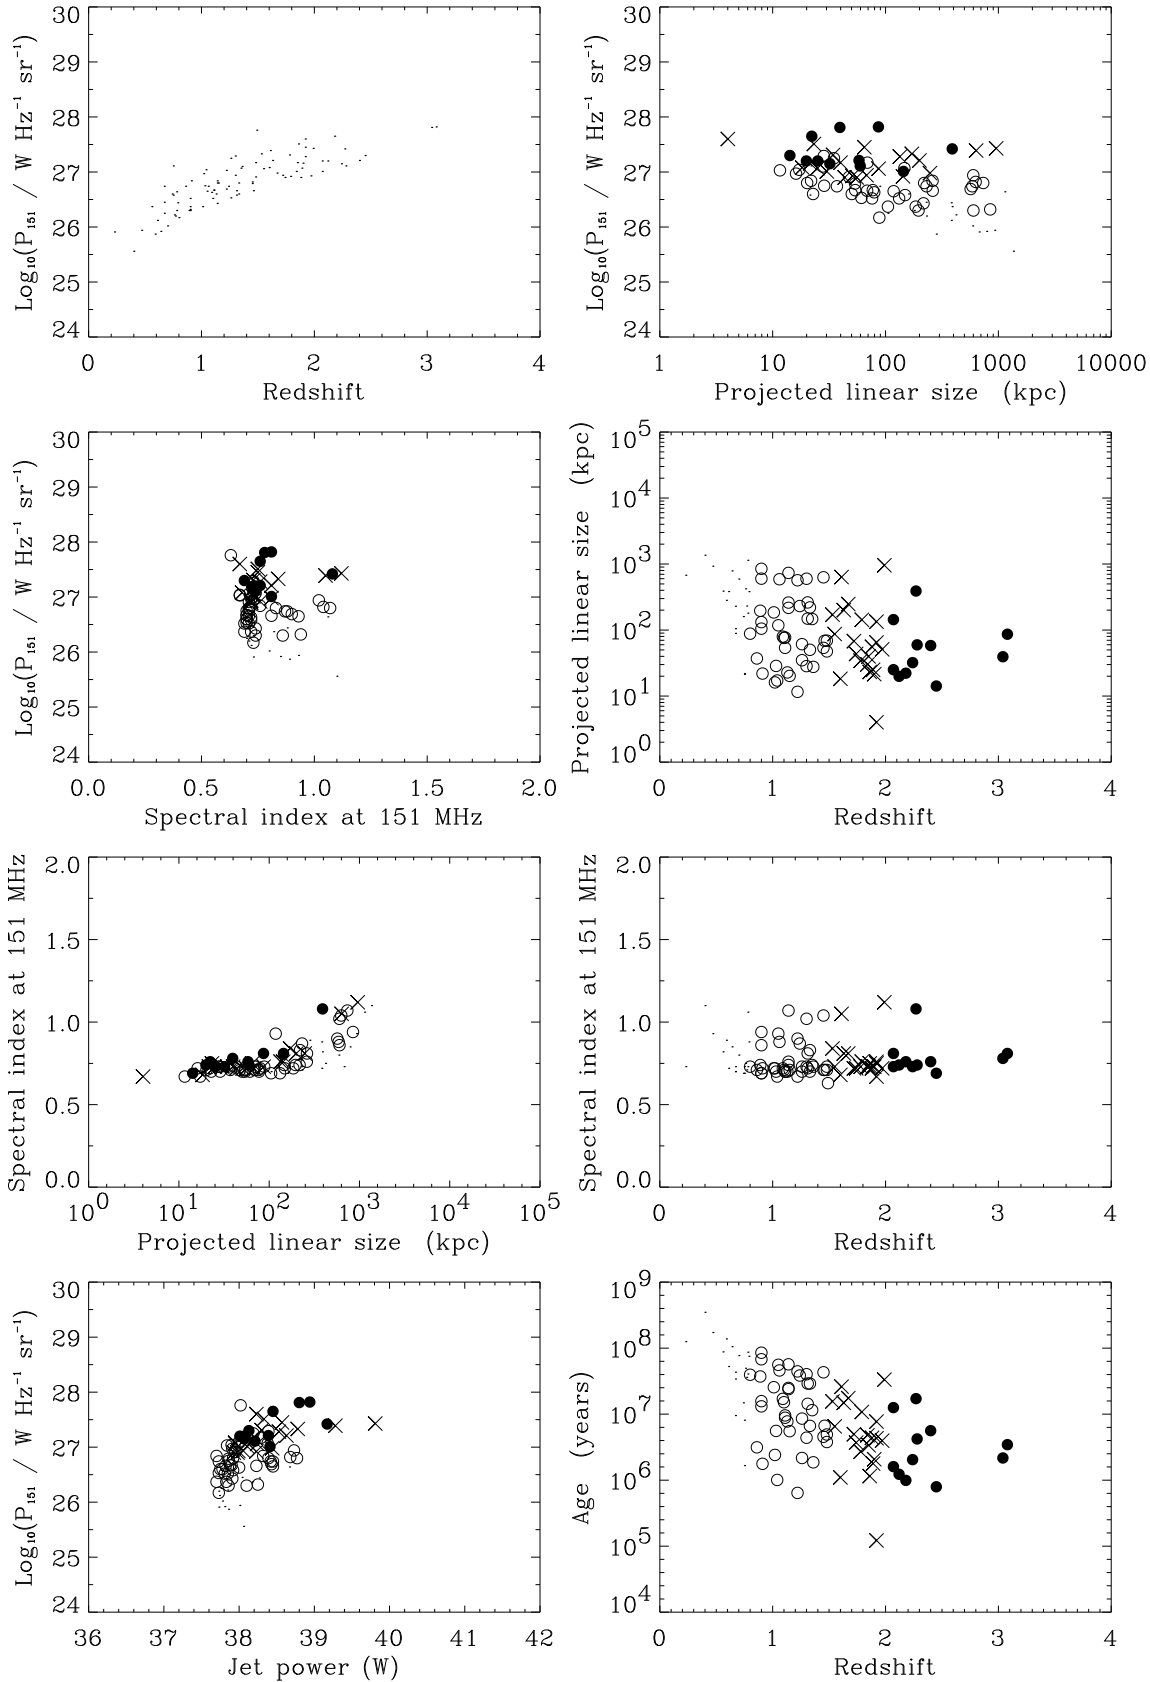 30
29
28
27
26
25
24
Log₁₀(P₁₅₁ / W Hz⁻¹ sr⁻¹)
0 1 2 3 4
Redshift
30
29
28
27
26
25
24
Log₁₀(P₁₅₁ / W Hz⁻¹ sr⁻¹)
1 10 100 1000 10000
Projected linear size (kpc)
30
29
28
27
26
25
24
Log₁₀(P₁₅₁ / W Hz⁻¹ sr⁻¹)
0.0 0.5 1.0 1.5 2.0
Spectral index at 151 MHz
10⁵
10⁴
10³
10²
10¹
10⁰
Projected linear size (kpc)
0 1 2 3 4
Redshift
2.0
1.5
1.0
0.5
0.0
Spectral index at 151 MHz
10⁰ 10¹ 10² 10³ 10⁵
Projected linear size (kpc)
2.0
1.5
1.0
0.5
0.0
Spectral index at 151 MHz
0 1 2 3 4
Redshift
30
29
28
27
26
25
24
Log₁₀(P₁₅₁ / W Hz⁻¹ sr⁻¹)
36 37 38 39 40 41 42
Jet power (W)
10⁹
10⁸
10⁷
10⁶
10⁵
10⁴
Age (years)
0 1 2 3 4
Redshift